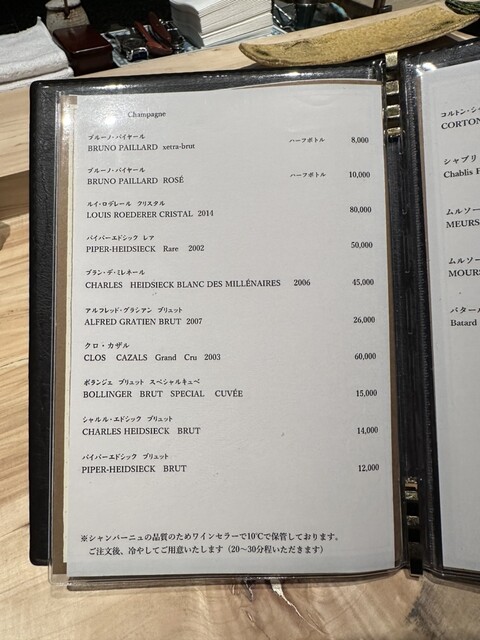 Champagne
ブルーノ・パイヤール
BRUNO PAILLARD xetra-brut ハーフボトル 8,000
ブルーノ・パイヤール
BRUNO PAILLARD ROSÉ ハーフボトル 10,000
ルイ・ロデレール クリスタル
LOUIS ROEDERER CRISTAL 2014 80,000
パイパーエドシック レア
PIPER-HEIDSIECK Rare 2002 50,000
ブラン・デ・ミレネール
CHARLES HEIDSIECK BLANC DES MILLÉNAIRES 2006 45,000
アルフレッド・グラシアン ブリュット
ALFRED GRATIEN BRUT 2007 26,000
クロ・カザル
CLOS CAZALS Grand Cru 2003 60,000
ボランジェ ブリュット スペシャルキュベ
BOLLINGER BRUT SPECIAL CUVÉE 15,000
シャルル・エドシック ブリュット
CHARLES HEIDSIECK BRUT 14,000
パイパーエドシック ブリュット
PIPER-HEIDSIECK BRUT 12,000
※シャンパーニュの品質のためワインセラーで10℃で保管しております。
ご注文後、冷やしてご用意いたします（20～30分程いただきます）
コルトン・シ
CORTON
シャブリ
Chablis
ムルソー
MEURS
ムルソー
MOURS
バタール
Batard